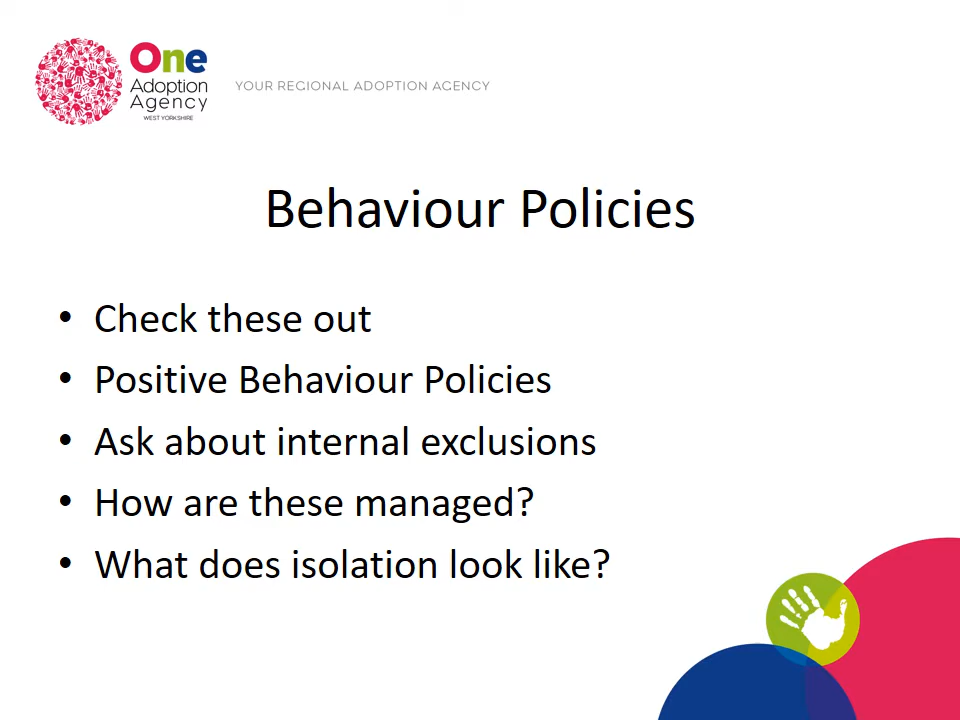 One
Adoption
Agency
WEST YORKSHIRE
YOUR REGIONAL ADOPTION AGENCY
Behaviour Policies
• Check these out
• Positive Behaviour Policies
• Ask about internal exclusions
• How are these managed?
• What does isolation look like?